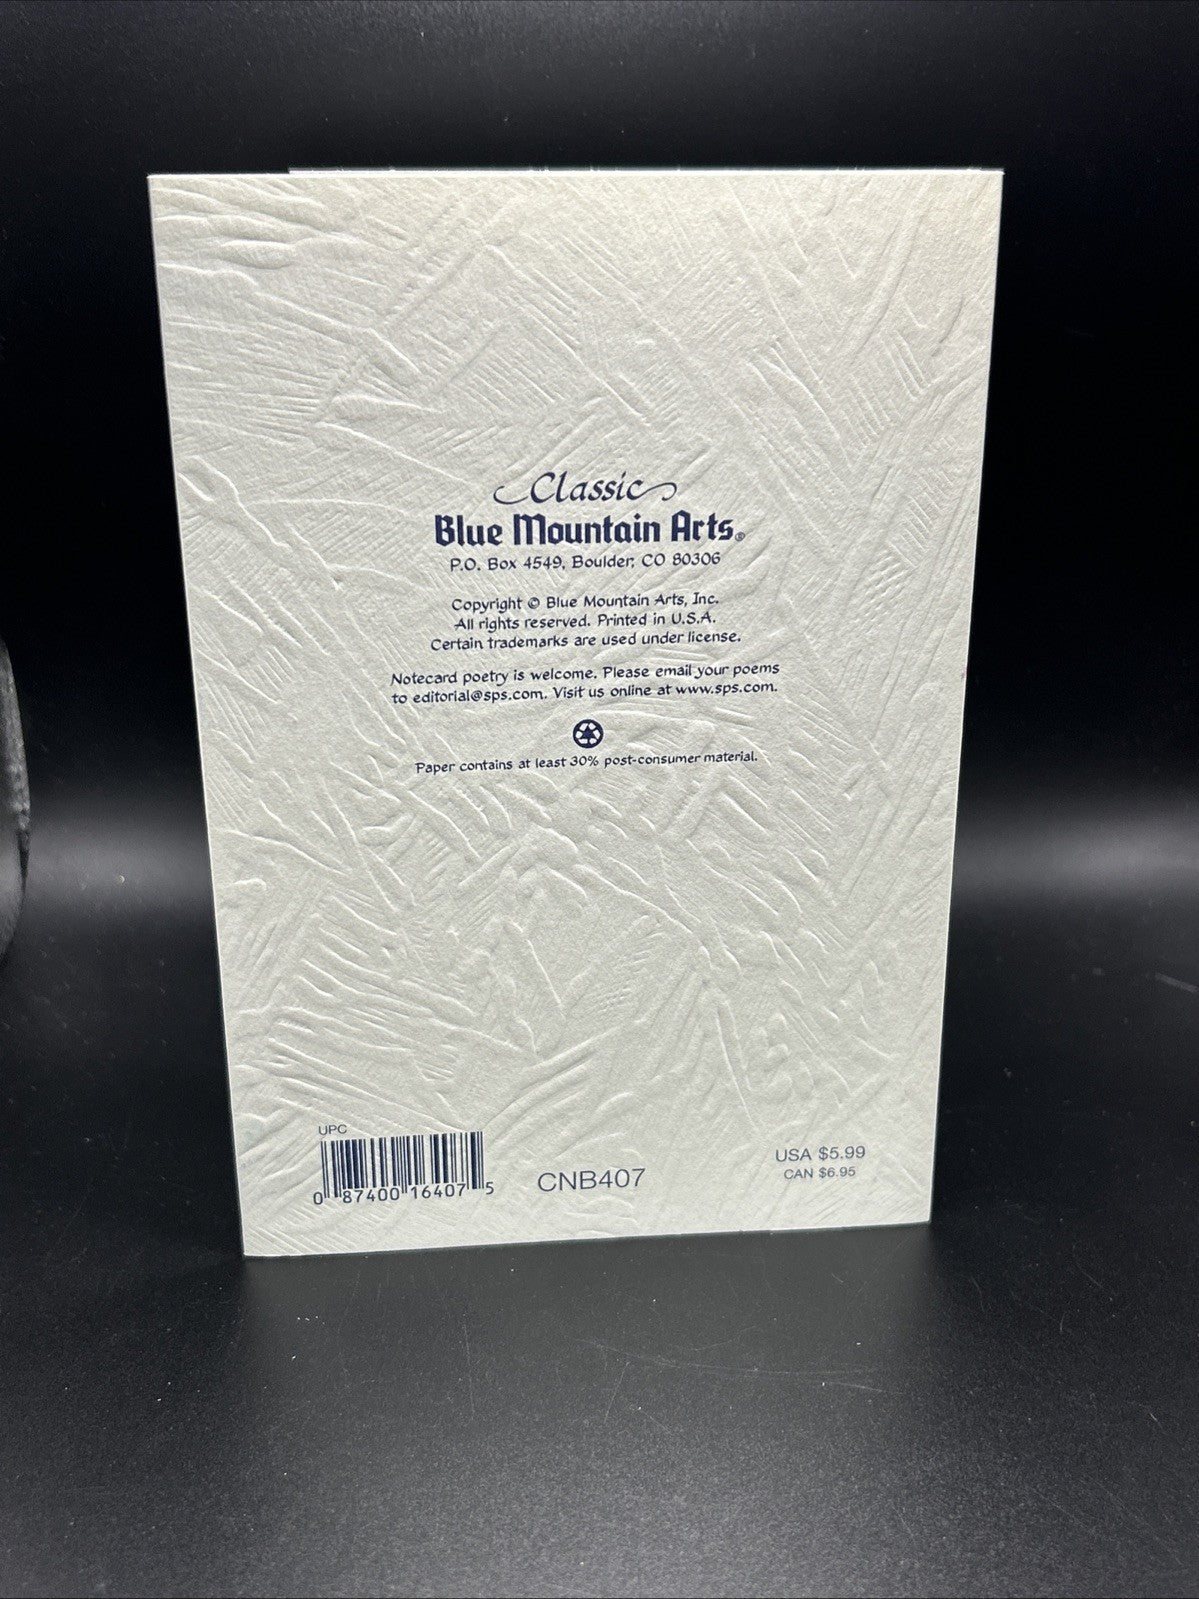 Classic
Blue Mountain Arts®
P.O. Box 4549, Boulder, CO 80306
Copyright © Blue Mountain Arts, Inc.
All rights reserved. Printed in U.S.A.
Certain trademarks are used under license.
Notecard poetry is welcome. Please email your poems
to editorial@sps.com. Visit us online at www.sps.com.
Paper contains at least 30% post-consumer material.
UPC
0 87400 16407 5
CNB407
USA $5.99
CAN $6.95